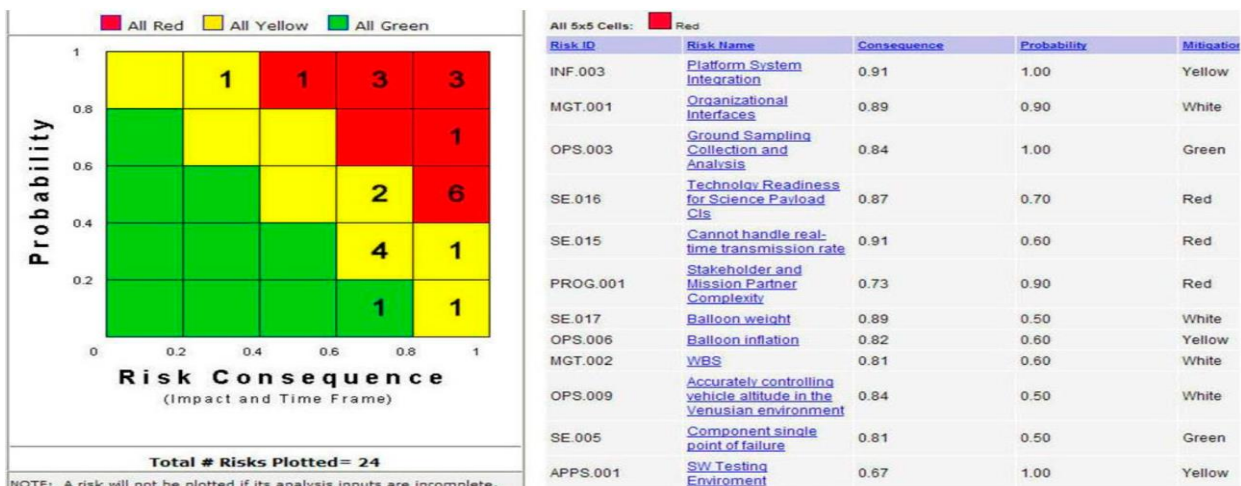 All Red All Yellow All Green
1
1 1 3 3
0.8
1
0.6
2 6
0.4
4 1
0.2
1 1
0 0.2 0.4 0.6 0.8 1
Probability
Risk Consequence
(Impact and Time Frame)
Total # Risks Plotted= 24
NOTE: A risk will not be plotted if its analysis inputs are incomplete.
All 5x5 Cells: Red
Risk ID Risk Name Consequence Probability Mitigation
INF.003 Platform System 0.91 1.00 Yellow
Integration
MGT.001 Organizational 0.89 0.90 White
Interfaces
Ground Sampling
OPS.003 Collection and 0.84 1.00 Green
Analysis
Technolgy Readiness
SE.016 for Science Payload 0.87 0.70 Red
CIs
SE.015 Cannot handle real- 0.91 0.60 Red
time transmission rate
Stakeholder and
PROG.001 Mission Partner 0.73 0.90 Red
Complexity
SE.017 Balloon weight 0.89 0.50 White
OPS.006 Balloon inflation 0.82 0.60 Yellow
MGT.002 WBS 0.81 0.60 White
Accurately controlling
OPS.009 vehicle altitude in the 0.84 0.50 White
Venusian environment
SE.005 Component single 0.81 0.50 Green
point of failure
APPS.001 SW Testing 0.67 1.00 Yellow
Enviroment